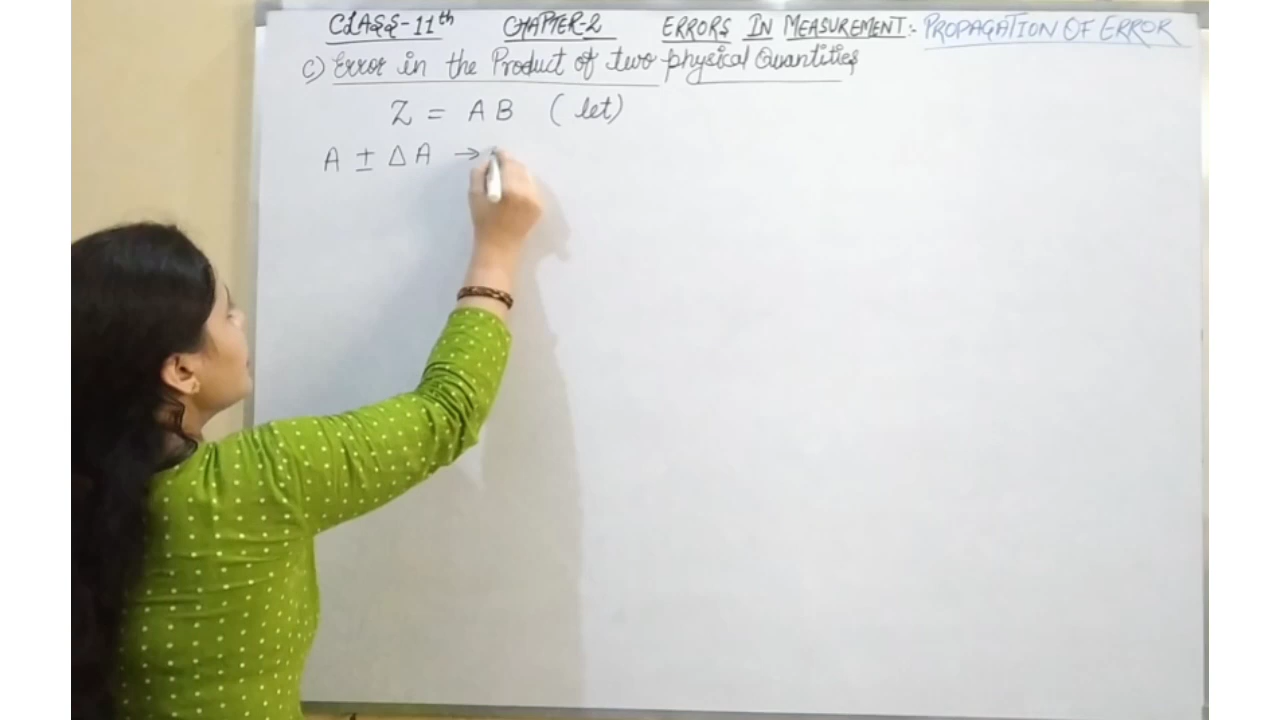 CLASS-11th CHAPTER-2 ERRORS IN MEASUREMENT:- PROPAGATION OF ERROR
c) Error in the Product of two physical Quantities
Z = A B (let)
A ± Δ A →